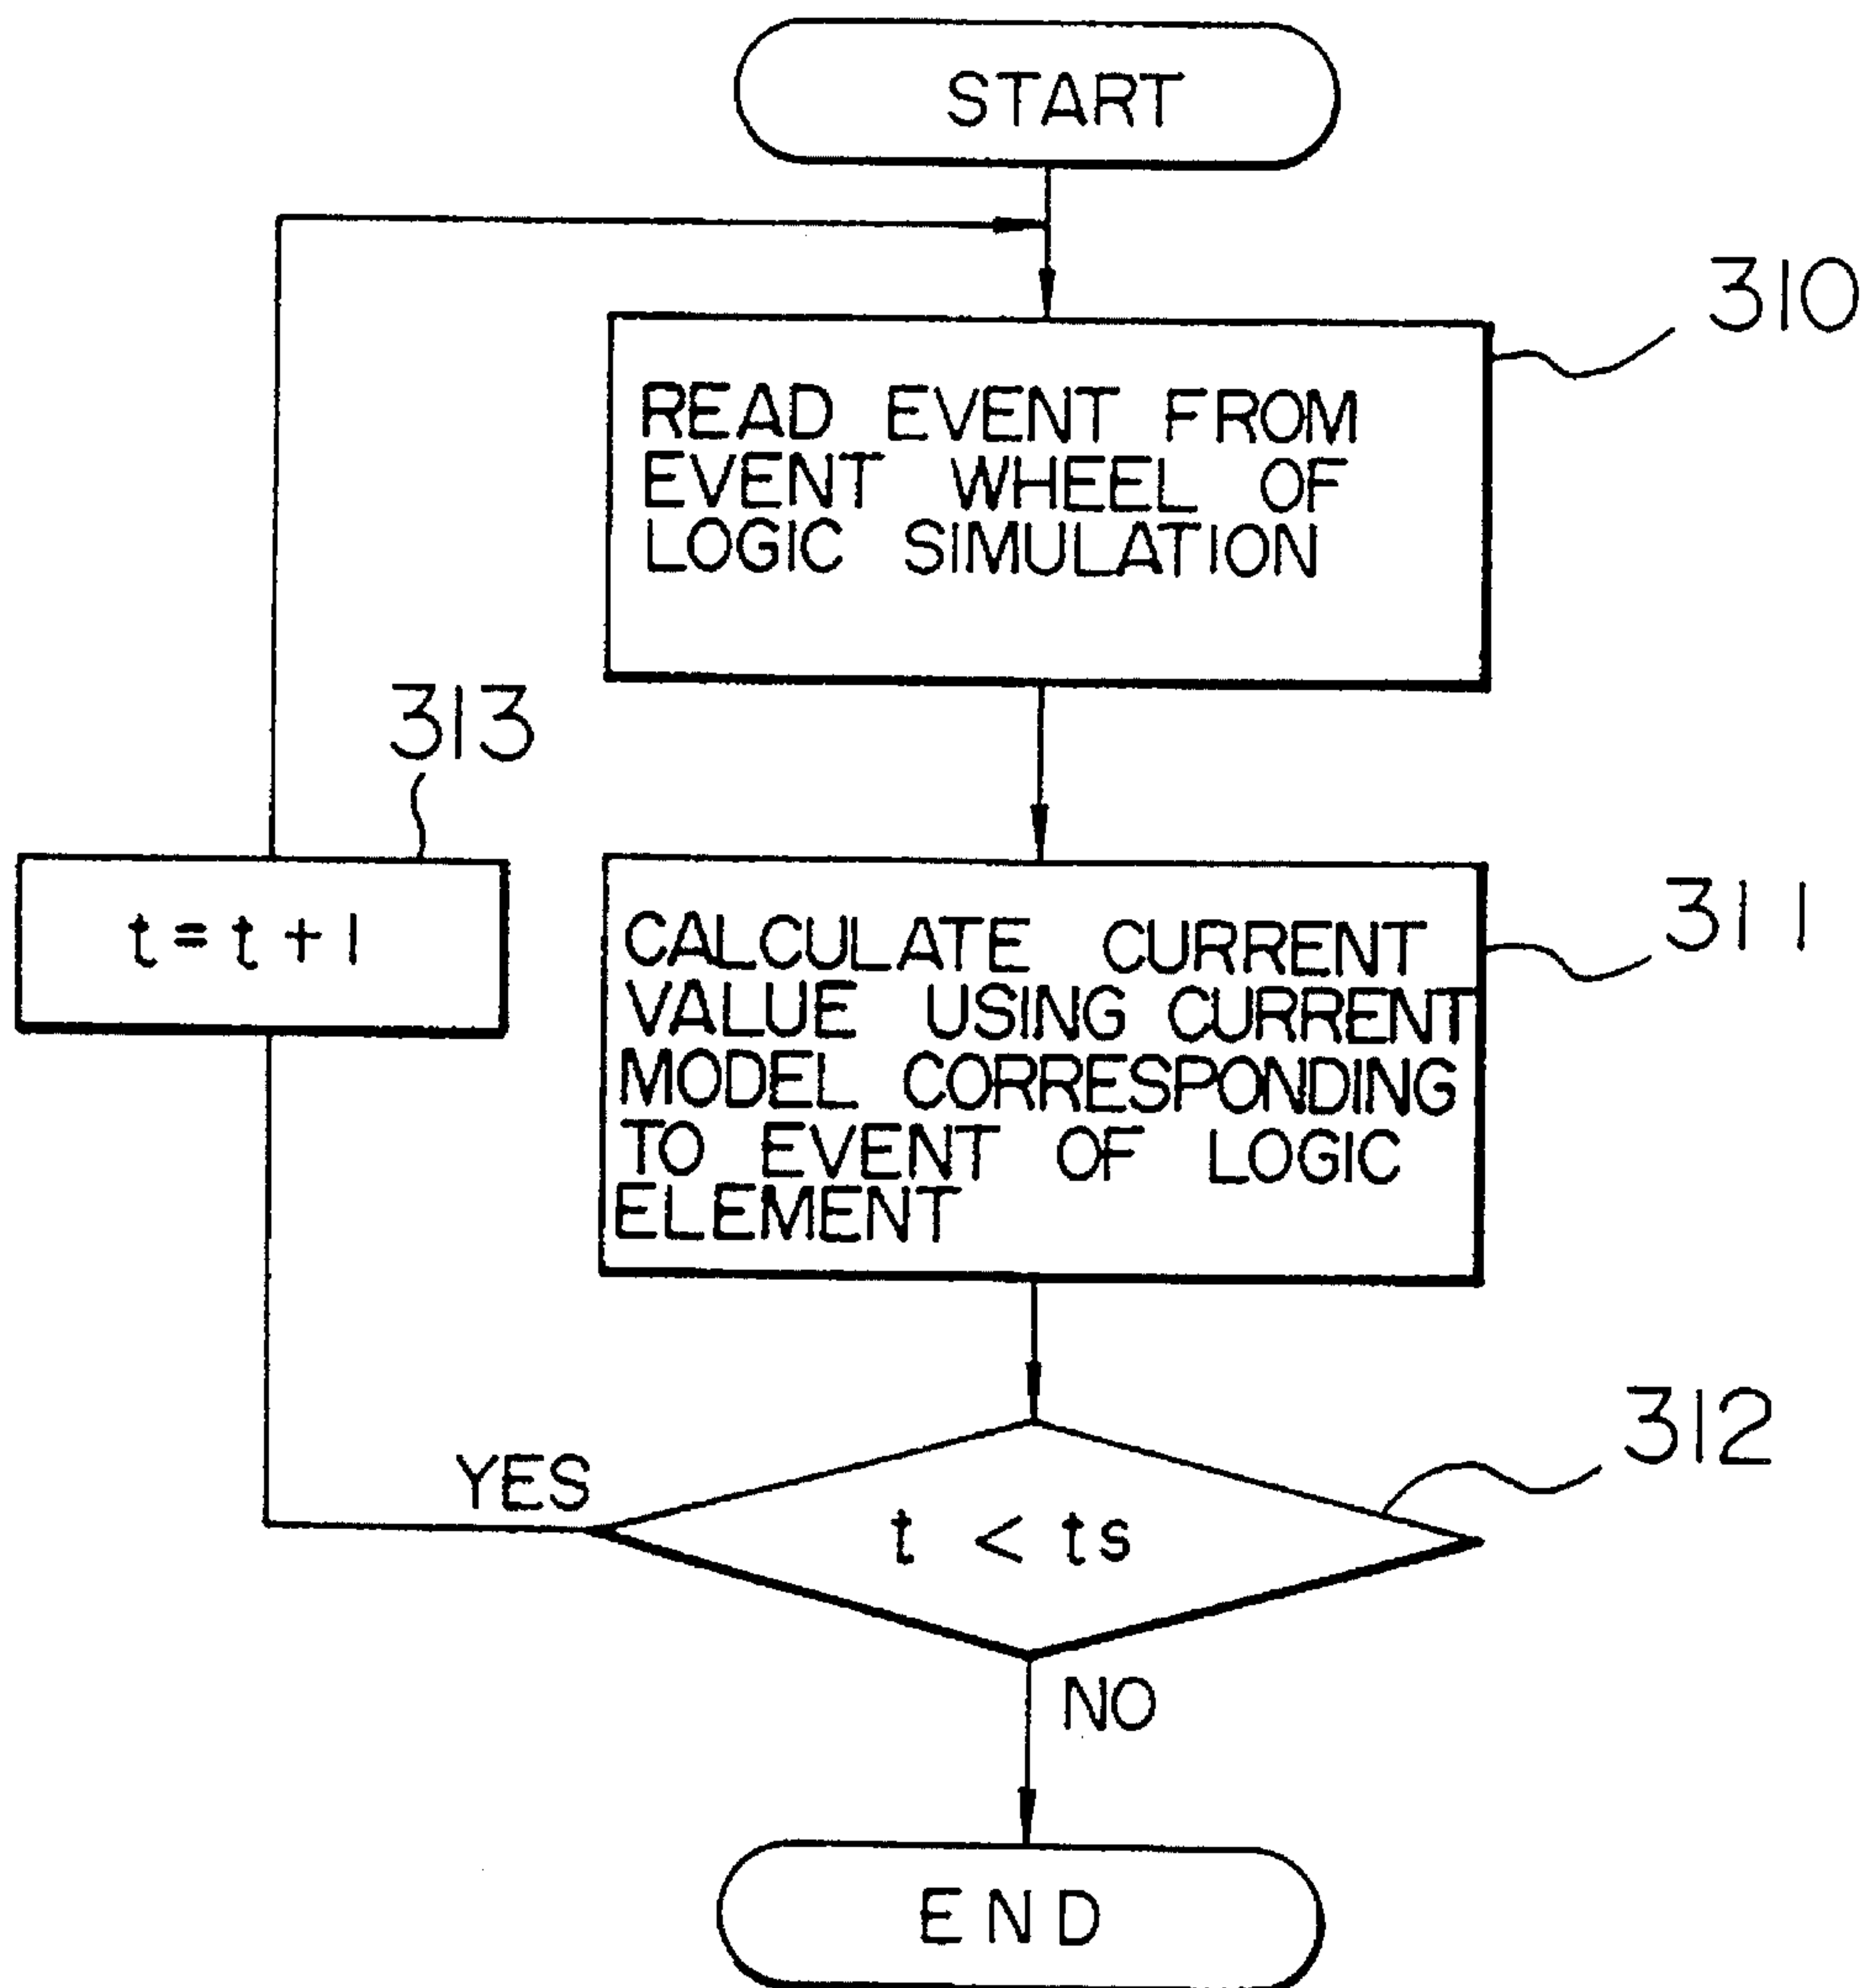 START
310
READ EVENT FROM
EVENT WHEEL OF
LOGIC SIMULATION
313
t=t+1
311
CALCULATE CURRENT
VALUE USING CURRENT
MODEL CORRESPONDING
TO EVENT OF LOGIC
ELEMENT
312
YES
t < ts
NO
END